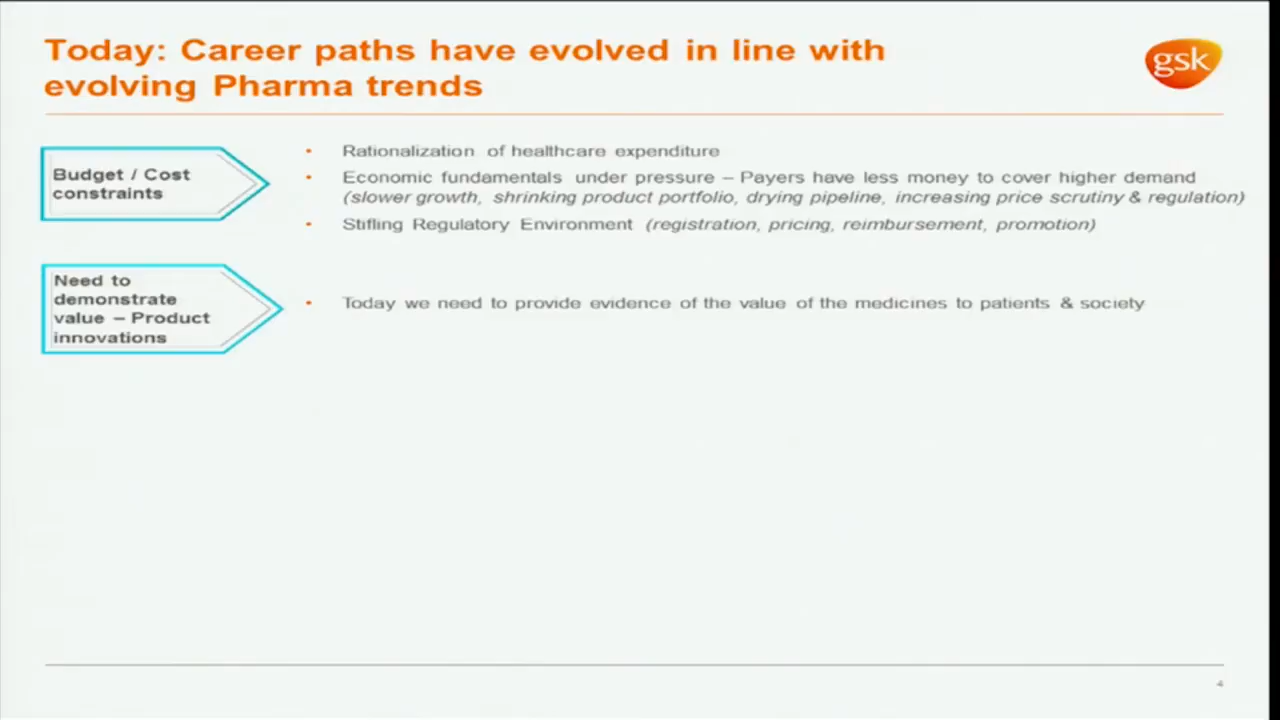 Today: Career paths have evolved in line with
evolving Pharma trends
gsk
Budget / Cost
constraints
• Rationalization of healthcare expenditure
• Economic fundamentals under pressure – Payers have less money to cover higher demand
(slower growth, shrinking product portfolio, drying pipeline, increasing price scrutiny & regulation)
• Stifling Regulatory Environment (registration, pricing, reimbursement, promotion)
Need to
demonstrate
value – Product
innovations
• Today we need to provide evidence of the value of the medicines to patients & society
4